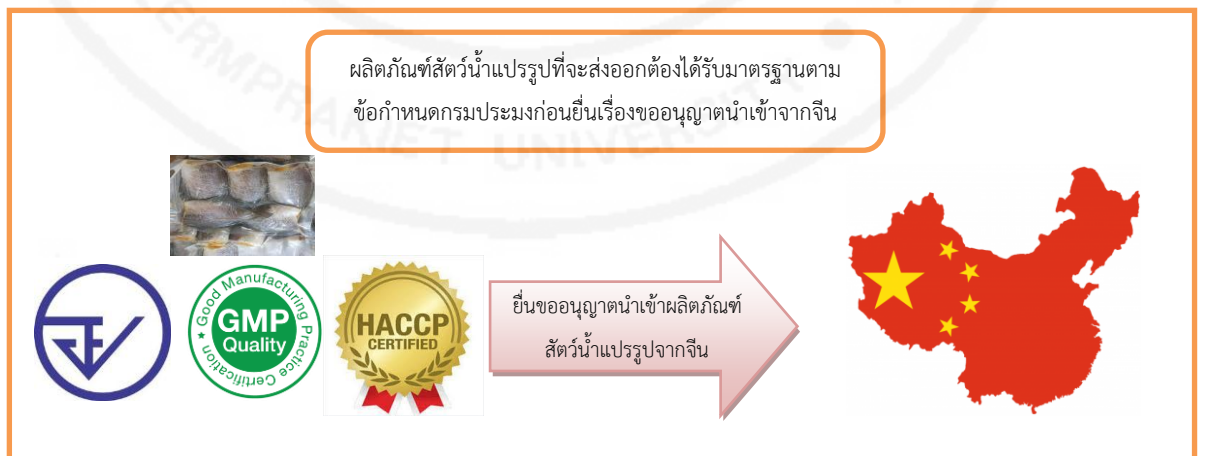 ผลิตภัณฑ์สัตว์น้ำแปรรูปที่จะส่งออกต้องได้รับมาตรฐานตาม
ข้อกำหนดกรมประมงก่อนยื่นเรื่องขออนุญาตนำเข้าจากจีน
Good Manufacturing Practice Certification
GMP
Quality
HACCP
CERTIFIED
ยื่นขออนุญาตนำเข้าผลิตภัณฑ์
สัตว์น้ำแปรรูปจากจีน
UNIVERSITY